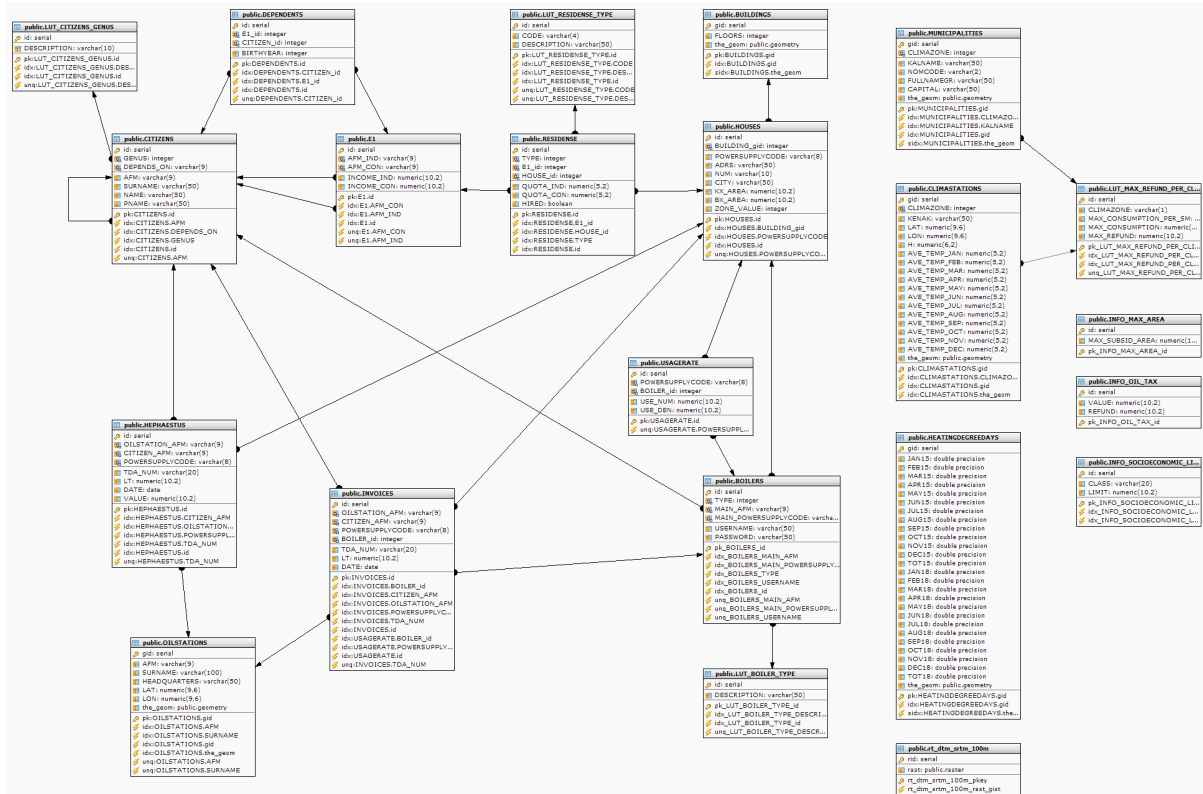 public.LUT_CITIZENS_GENUS
id: serial
DESCRIPTION: varchar(10)
pk:LUT_CITIZENS_GENUS.id
idx:LUT_CITIZENS_GENUS.DES...
idx:LUT_CITIZENS_GENUS.id
unq:LUT_CITIZENS_GENUS.DES...
public.DEPENDENTS
id: serial
E1_id: integer
CITIZEN_id: integer
BIRTHYEAR: integer
pk:DEPENDENTS.id
idx:DEPENDENTS.CITIZEN_id
idx:DEPENDENTS.E1_id
idx:DEPENDENTS.id
unq:DEPENDENTS.CITIZEN_id
public.LUT_RESIDENSE_TYPE
id: serial
CODE: varchar(4)
DESCRIPTION: varchar(50)
pk:LUT_RESIDENSE_TYPE.id
idx:LUT_RESIDENSE_TYPE.CODE
idx:LUT_RESIDENSE_TYPE.DES...
idx:LUT_RESIDENSE_TYPE.id
unq:LUT_RESIDENSE_TYPE.CODE
unq:LUT_RESIDENSE_TYPE.DES...
public.BUILDINGS
gid: serial
FLOORS: integer
the_geom: public.geometry
pk:BUILDINGS.gid
idx:BUILDINGS.gid
sidx:BUILDINGS.the_geom
public.MUNICIPALITIES
gid: serial
CLIMAZONE: integer
KALNAME: varchar(50)
NOMCODE: varchar(2)
FULLNAMEGR: varchar(50)
CAPITAL: varchar(50)
the_geom: public.geometry
pk:MUNICIPALITIES.gid
idx:MUNICIPALITIES.CLIMAZO...
idx:MUNICIPALITIES.KALNAME
idx:MUNICIPALITIES.gid
sidx:MUNICIPALITIES.the_geom
public.CITIZENS
id: serial
GENUS: integer
DEPENDS_ON: varchar(9)
AFM: varchar(9)
SURNAME: varchar(50)
NAME: varchar(50)
PNAME: varchar(50)
pk:CITIZENS.id
idx:CITIZENS.AFM
idx:CITIZENS.DEPENDS_ON
idx:CITIZENS.GENUS
idx:CITIZENS.id
unq:CITIZENS.AFM
public.E1
id: serial
AFM_IND: varchar(9)
AFM_CON: varchar(9)
INCOME_IND: numeric(10.2)
INCOME_CON: numeric(10.2)
pk:E1.id
idx:E1.AFM_CON
idx:E1.AFM_IND
idx:E1.id
unq:E1.AFM_CON
unq:E1.AFM_IND
public.RESIDENSE
id: serial
TYPE: integer
E1_id: integer
HOUSE_id: integer
QUOTA_IND: numeric(5.2)
QUOTA_CON: numeric(5.2)
HIRED: boolean
pk:RESIDENSE.id
idx:RESIDENSE.E1_id
idx:RESIDENSE.HOUSE_id
idx:RESIDENSE.TYPE
idx:RESIDENSE.id
public.HOUSES
id: serial
BUILDING_gid: integer
POWERSUPPLYCODE: varchar(8)
ADRS: varchar(50)
NUM: varchar(10)
CITY: varchar(50)
KX_AREA: numeric(10.2)
BX_AREA: numeric(10.2)
ZONE_VALUE: integer
pk:HOUSES.id
idx:HOUSES.BUILDING_gid
idx:HOUSES.POWERSUPPLYCODE
idx:HOUSES.id
unq:HOUSES.POWERSUPPLYCO...
public.CLIMASTATIONS
gid: serial
CLIMAZONE: integer
KENAK: varchar(50)
LAT: numeric(9.6)
LON: numeric(9.6)
H: numeric(6.2)
AVE_TEMP_JAN: numeric(5.2)
AVE_TEMP_FEB: numeric(5.2)
AVE_TEMP_MAR: numeric(5.2)
AVE_TEMP_APR: numeric(5.2)
AVE_TEMP_MAY: numeric(5.2)
AVE_TEMP_JUN: numeric(5.2)
AVE_TEMP_JUL: numeric(5.2)
AVE_TEMP_AUG: numeric(5.2)
AVE_TEMP_SEP: numeric(5.2)
AVE_TEMP_OCT: numeric(5.2)
AVE_TEMP_NOV: numeric(5.2)
AVE_TEMP_DEC: numeric(5.2)
the_geom: public.geometry
pk:CLIMASTATIONS.gid
idx:CLIMASTATIONS.CLIMAZO...
idx:CLIMASTATIONS.gid
idx:CLIMASTATIONS.the_geom
public.LUT_MAX_REFUND_PER_CL...
id: serial
CLIMAZONE: varchar(1)
MAX_CONSUMPTION_PER_SM: ...
MAX_CONSUMPTION: numeric(...
MAX_REFUND: numeric(10.2)
pk_LUT_MAX_REFUND_PER_CLI...
idx_LUT_MAX_REFUND_PER_CL...
idx_LUT_MAX_REFUND_PER_CL...
unq_LUT_MAX_REFUND_PER_CL...
public.INFO_MAX_AREA
id: serial
MAX_SUBSID_AREA: numeric(1...
pk_INFO_MAX_AREA_id
public.INFO_OIL_TAX
id: serial
VALUE: numeric(10.2)
REFUND: numeric(10.2)
pk_INFO_OIL_TAX_id
public.INFO_SOCIOECONOMIC_LI...
id: serial
CLASS: varchar(20)
LIMIT: numeric(10.2)
pk_INFO_SOCIOECONOMIC_LI...
idx_INFO_SOCIOECONOMIC_L...
idx_INFO_SOCIOECONOMIC_L...
public.USAGERATE
id: serial
POWERSUPPLYCODE: varchar(8)
BOILER_id: integer
USE_NUM: numeric(10.2)
USE_DEN: numeric(10.2)
pk:USAGERATE.id
unq:USAGERATE.POWERSUPPL...
public.HEPHAESTUS
id: serial
OILSTATION_AFM: varchar(9)
CITIZEN_AFM: varchar(9)
POWERSUPPLYCODE: varchar(8)
TDA_NUM: varchar(20)
LT: numeric(10.2)
DATE: date
VALUE: numeric(10.2)
pk:HEPHAESTUS.id
idx:HEPHAESTUS.CITIZEN_AFM
idx:HEPHAESTUS.OILSTATION...
idx:HEPHAESTUS.POWERSUPPL...
idx:HEPHAESTUS.TDA_NUM
idx:HEPHAESTUS.id
unq:HEPHAESTUS.TDA_NUM
public.INVOICES
id: serial
OILSTATION_AFM: varchar(9)
CITIZEN_AFM: varchar(9)
POWERSUPPLYCODE: varchar(8)
BOILER_id: integer
TDA_NUM: varchar(20)
LT: numeric(10.2)
DATE: date
pk:INVOICES.id
idx:INVOICES.BOILER_id
idx:INVOICES.CITIZEN_AFM
idx:INVOICES.OILSTATION_AFM
idx:INVOICES.POWERSUPPLYC...
idx:INVOICES.TDA_NUM
idx:INVOICES.id
idx:USAGERATE.BOILER_id
idx:USAGERATE.POWERSUPPLY...
idx:USAGERATE.id
unq:INVOICES.TDA_NUM
public.BOILERS
id: serial
TYPE: integer
MAIN_AFM: varchar(9)
MAIN_POWERSUPPLYCODE: varcha...
USERNAME: varchar(50)
PASSWORD: varchar(50)
pk_BOILERS_id
idx_BOILERS_MAIN_AFM
idx_BOILERS_MAIN_POWERSUPPLY...
idx_BOILERS_TYPE
idx_BOILERS_USERNAME
idx_BOILERS_id
unq_BOILERS_MAIN_AFM
unq_BOILERS_MAIN_POWERSUPPL...
unq_BOILERS_USERNAME
public.HEATINGDEGREEDAYS
gid: serial
JAN15: double precision
FEB15: double precision
MAR15: double precision
APR15: double precision
MAY15: double precision
JUN15: double precision
JUL15: double precision
AUG15: double precision
SEP15: double precision
OCT15: double precision
NOV15: double precision
DEC15: double precision
TOT15: double precision
JAN18: double precision
FEB18: double precision
MAR18: double precision
APR18: double precision
MAY18: double precision
JUN18: double precision
JUL18: double precision
AUG18: double precision
SEP18: double precision
OCT18: double precision
NOV18: double precision
DEC18: double precision
TOT18: double precision
the_geom: public.geometry
pk:HEATINGDEGREEDAYS.gid
idx:HEATINGDEGREEDAYS.gid
sidx:HEATINGDEGREEDAYS.the...
public.OILSTATIONS
gid: serial
AFM: varchar(9)
SURNAME: varchar(100)
HEADQUARTERS: varchar(50)
LAT: numeric(9.6)
LON: numeric(9.6)
the_geom: public.geometry
pk:OILSTATIONS.gid
idx:OILSTATIONS.AFM
idx:OILSTATIONS.SURNAME
idx:OILSTATIONS.gid
idx:OILSTATIONS.the_geom
unq:OILSTATIONS.AFM
unq:OILSTATIONS.SURNAME
public.LUT_BOILER_TYPE
id: serial
DESCRIPTION: varchar(50)
pk_LUT_BOILER_TYPE_id
idx_LUT_BOILER_TYPE_DESCRI...
idx_LUT_BOILER_TYPE_id
unq_LUT_BOILER_TYPE_DESCR...
public.rt_dtm_srtm_100m
rid: serial
rast: public.raster
rt_dtm_srtm_100m_pkey
rt_dtm_srtm_100m_rast_gist